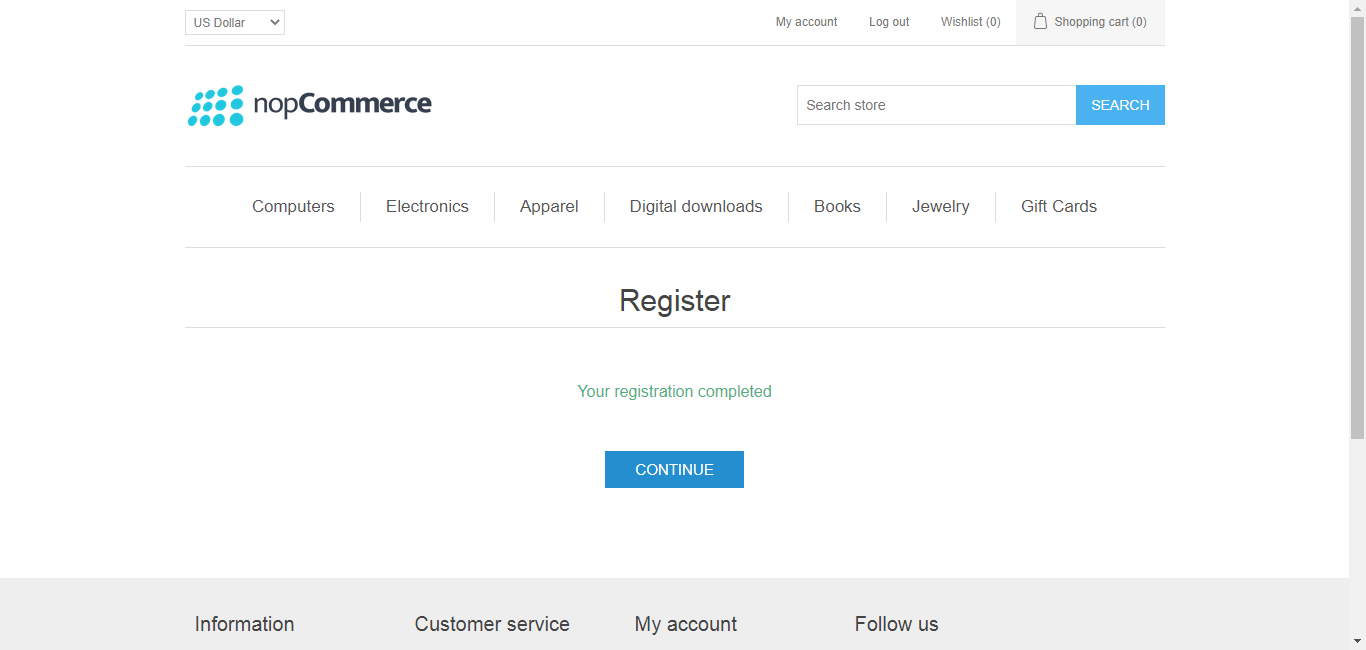 US Dollar My account Log out Wishlist (0) Shopping cart (0)
nopCommerce Search store SEARCH
Computers Electronics Apparel Digital downloads Books Jewelry Gift Cards
Register
Your registration completed
CONTINUE
Information Customer service My account Follow us